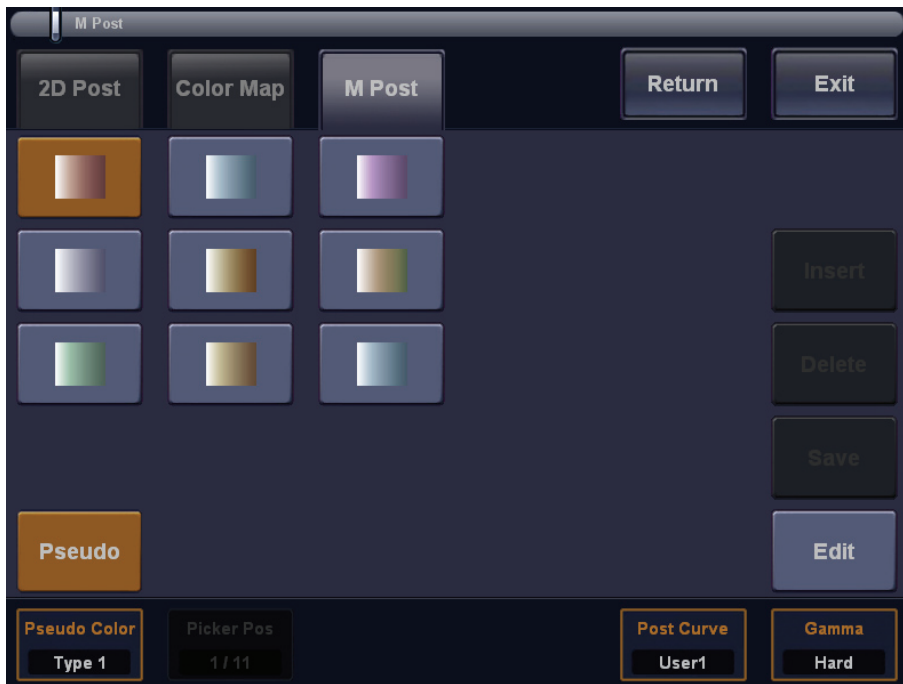 M Post
2D Post
Color Map
M Post
Return
Exit
Insert
Delete
Save
Pseudo
Edit
Pseudo Color
Picker Pos
Post Curve
Gamma
Type 1
1 / 11
User1
Hard